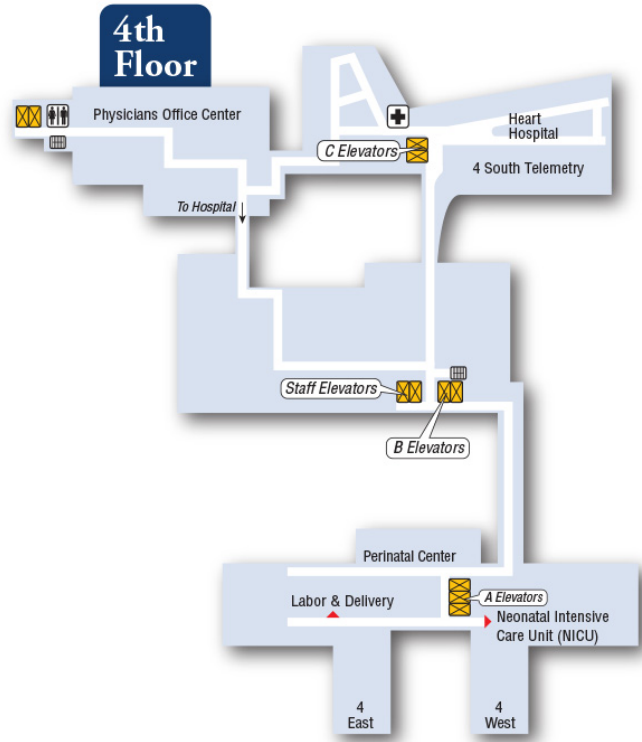 4th
Floor
Physicians Office Center
Heart
Hospital
C Elevators
4 South Telemetry
To Hospital
Staff Elevators
B Elevators
Perinatal Center
Labor & Delivery
A Elevators
Neonatal Intensive
Care Unit (NICU)
4
East
4
West